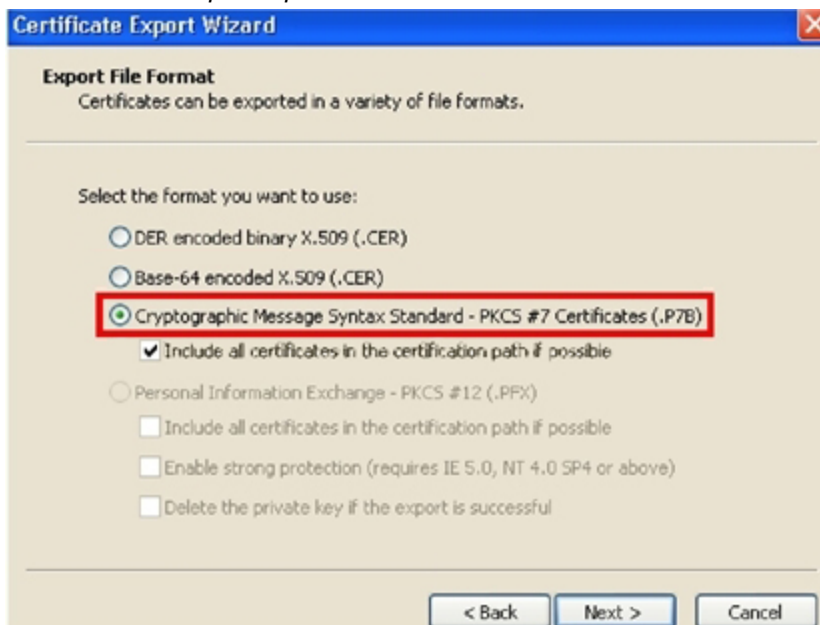 Certificate Export Wizard
Export File Format
Certificates can be exported in a variety of file formats.
Select the format you want to use:
DER encoded binary X.509 (.CER)
Base-64 encoded X.509 (.CER)
Cryptographic Message Syntax Standard - PKCS #7 Certificates (.P7B)
Include all certificates in the certification path if possible
Personal Information Exchange - PKCS #12 (.PFX)
Include all certificates in the certification path if possible
Enable strong protection (requires IE 5.0, NT 4.0 SP4 or above)
Delete the private key if the export is successful
< Back Next > Cancel